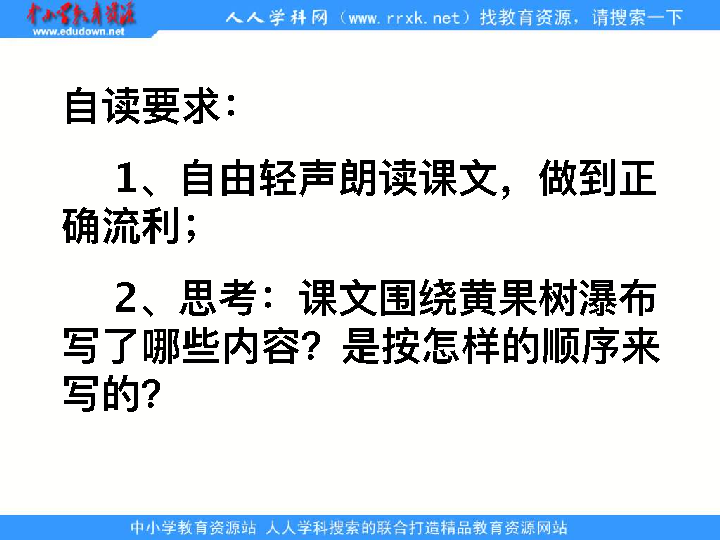 中小学教育资源
www.edudown.net
人人学科网（www.rrxk.net）找教育资源，请搜索一下
自读要求：
1、自由轻声朗读课文，做到正
确流利；
2、思考：课文围绕黄果树瀑布
写了哪些内容？是按怎样的顺序来
写的？
中小学教育资源站 人人学科搜索的联合打造精品教育资源网站